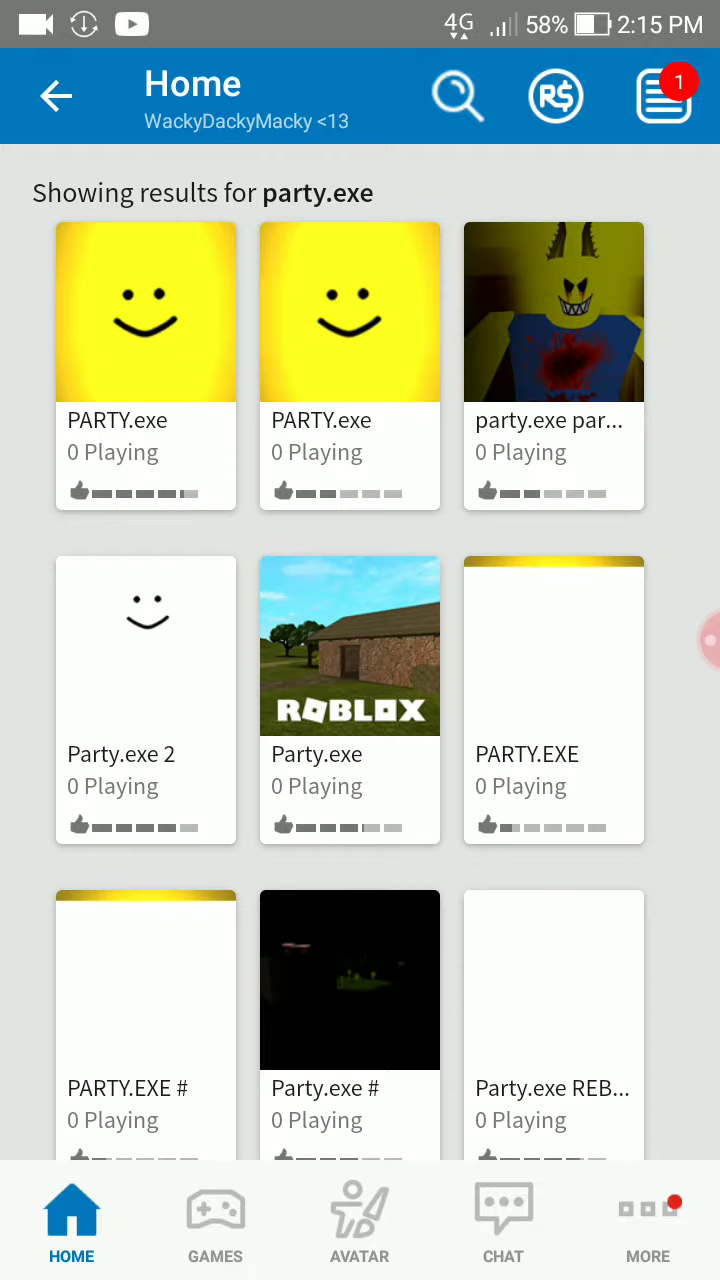 4G 58% 2:15 PM
Home
WackyDackyMacky <13
R$
1
Showing results for party.exe
PARTY.exe
0 Playing
PARTY.exe
0 Playing
party.exe par...
0 Playing
Party.exe 2
0 Playing
ROBLOX
Party.exe
0 Playing
PARTY.EXE
0 Playing
PARTY.EXE #
0 Playing
Party.exe #
0 Playing
Party.exe REB...
0 Playing
HOME
GAMES
AVATAR
CHAT
MORE